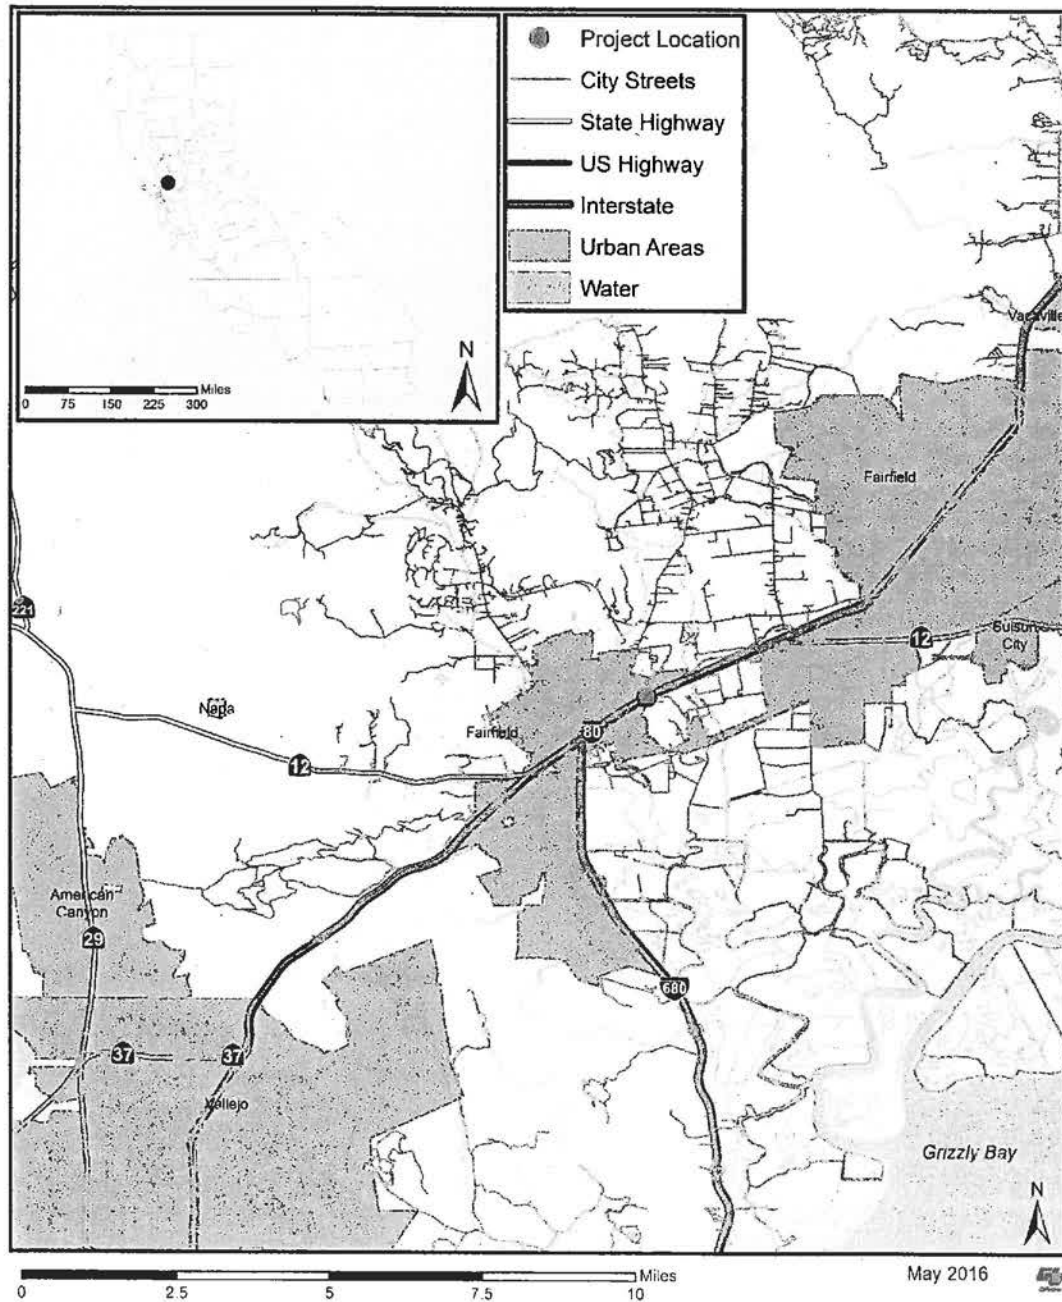 Project Location
City Streets
State Highway
US Highway
Interstate
Urban Areas
Water
N
Miles
0 75 150 225 300
Vacaville
Fairfield
221
12
Suisun
City
Napa
Fairfield
80
12
American
Canyon
29
680
37
37
Vallejo
Grizzly Bay
N
Miles
0 2.5 5 7.5 10
May 2016